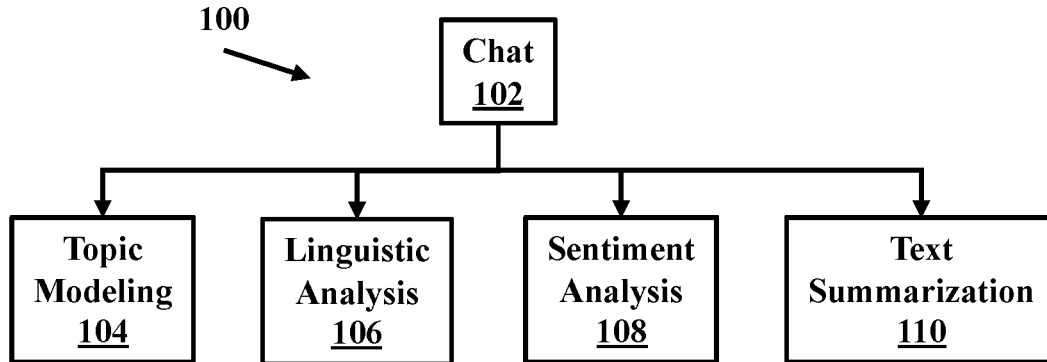 100
Chat
102
Topic
Modeling
104
Linguistic
Analysis
106
Sentiment
Analysis
108
Text
Summarization
110